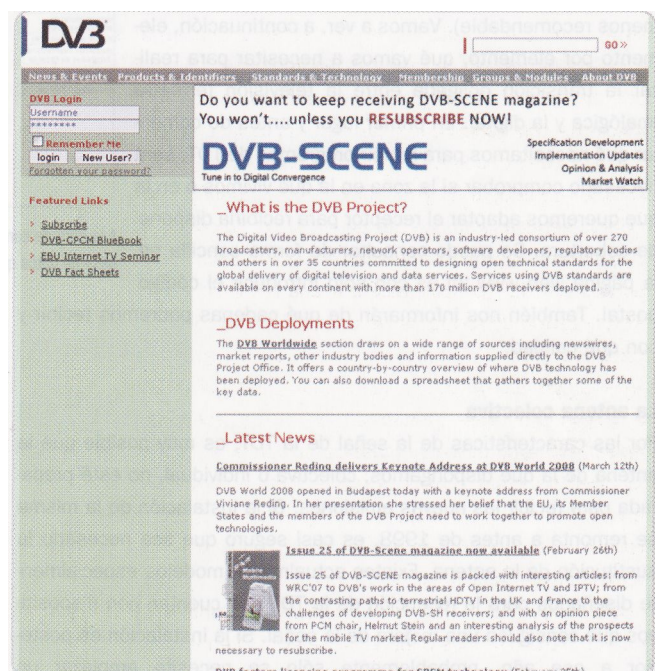 DVB
GO »
News & Events Products & Identifiers Standards & Technology Membership Groups & Modules About DVB
DVB Login
Username
********
Remember Me
login New User?
Forgotten your password?
Do you want to keep receiving DVB-SCENE magazine?
You won't....unless you RESUBSCRIBE NOW!
DVB-SCENE
Tune in to Digital Convergence
Specification Development
Implementation Updates
Opinion & Analysis
Market Watch
Featured Links
> Subscribe
> DVB-CPCM BlueBook
> EBU Internet TV Seminar
> DVB Fact Sheets
_What is the DVB Project?
The Digital Video Broadcasting Project (DVB) is an industry-led consortium of over 270
broadcasters, manufacturers, network operators, software developers, regulatory bodies
and others in over 35 countries committed to designing open technical standards for the
global delivery of digital television and data services. Services using DVB standards are
available on every continent with more than 170 million DVB receivers deployed.
_DVB Deployments
The DVB Worldwide section draws on a wide range of sources including newswires,
market reports, other industry bodies and information supplied directly to the DVB
Project Office. It offers a country-by-country overview of where DVB technology has
been deployed. You can also download a spreadsheet that gathers together some of the
key data.
_Latest News
Commissioner Reding delivers Keynote Address at DVB World 2008 (March 12th)
DVB World 2008 opened in Budapest today with a keynote address from Commissioner
Viviane Reding. In her presentation she stressed her belief that the EU, its Member
States and the members of the DVB Project need to work together to promote open
technologies.
Issue 25 of DVB-Scene magazine now available (February 26th)
Mobile
Multimedia
Issue 25 of DVB-SCENE magazine is packed with interesting articles: from
WRC'07 to DVB's work in the areas of Open Internet TV and IPTV; from
the contrasting paths to terrestrial HDTV in the UK and France to the
challenges of developing DVB-SH receivers; and with an opinion piece
from PCM chair, Helmut Stein and an interesting analysis of the prospects
for the mobile TV market. Regular readers should also note that it is now
necessary to resubscribe.